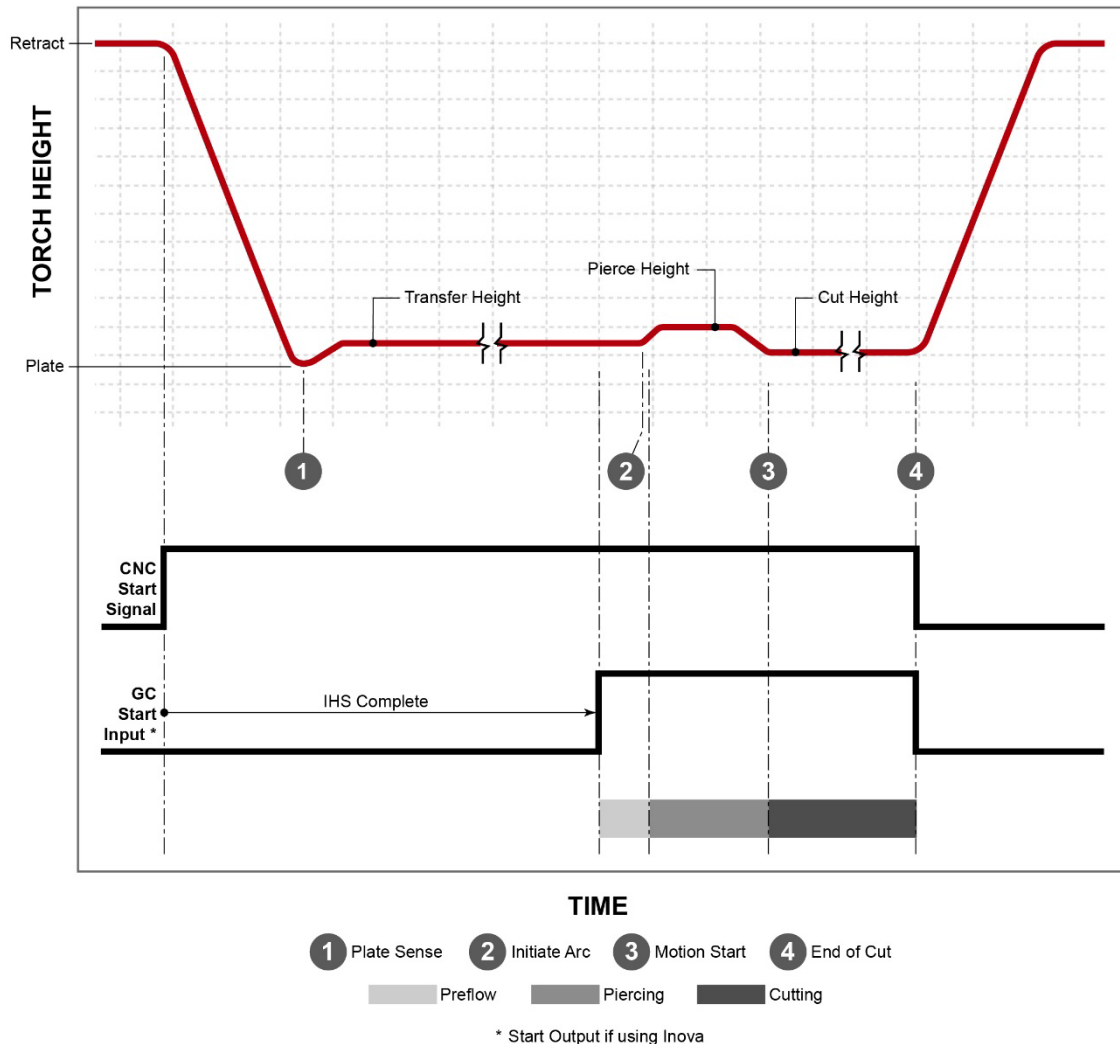 Retract
TORCH HEIGHT
Pierce Height
Transfer Height
Cut Height
Plate
1
2
3
4
CNC
Start
Signal
GC
Start
Input *
IHS Complete
TIME
1 Plate Sense 2 Initiate Arc 3 Motion Start 4 End of Cut
Preflow Piercing Cutting
* Start Output if using Inova